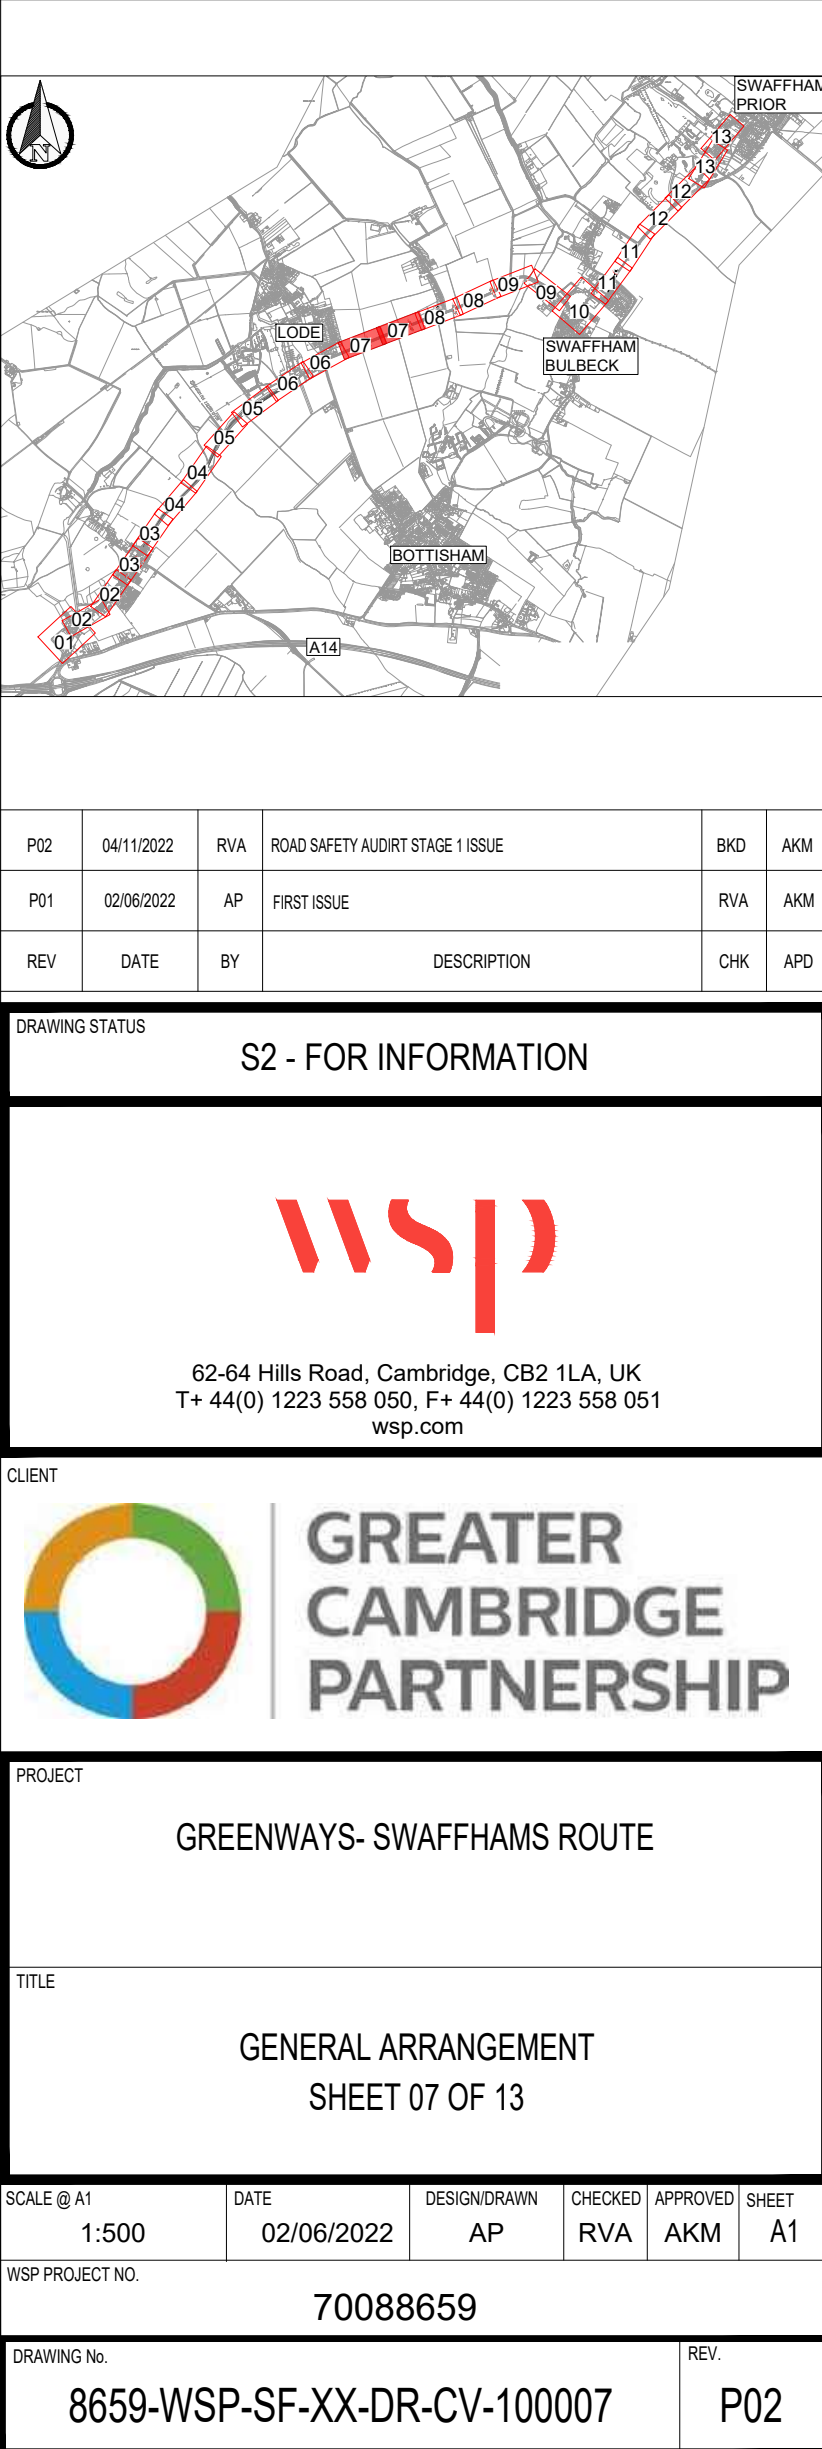 SWAFFHAM
PRIOR
N
13
13
12
12
11
11
10
09
09
08
08
07
07
06
06
05
05
04
04
03
03
02
02
01
LODE
SWAFFHAM
BULBECK
BOTTISHAM
A14
P02 04/11/2022 RVA ROAD SAFETY AUDIRT STAGE 1 ISSUE BKD AKM
P01 02/06/2022 AP FIRST ISSUE RVA AKM
REV DATE BY DESCRIPTION CHK APD
DRAWING STATUS
S2 - FOR INFORMATION
wsp
62-64 Hills Road, Cambridge, CB2 1LA, UK
T+ 44(0) 1223 558 050, F+ 44(0) 1223 558 051
wsp.com
CLIENT
GREATER
CAMBRIDGE
PARTNERSHIP
PROJECT
GREENWAYS- SWAFFHAMS ROUTE
TITLE
GENERAL ARRANGEMENT
SHEET 07 OF 13
SCALE @ A1 DATE DESIGN/DRAWN CHECKED APPROVED SHEET
1:500 02/06/2022 AP RVA AKM A1
WSP PROJECT NO.
70088659
DRAWING No. REV.
8659-WSP-SF-XX-DR-CV-100007 P02